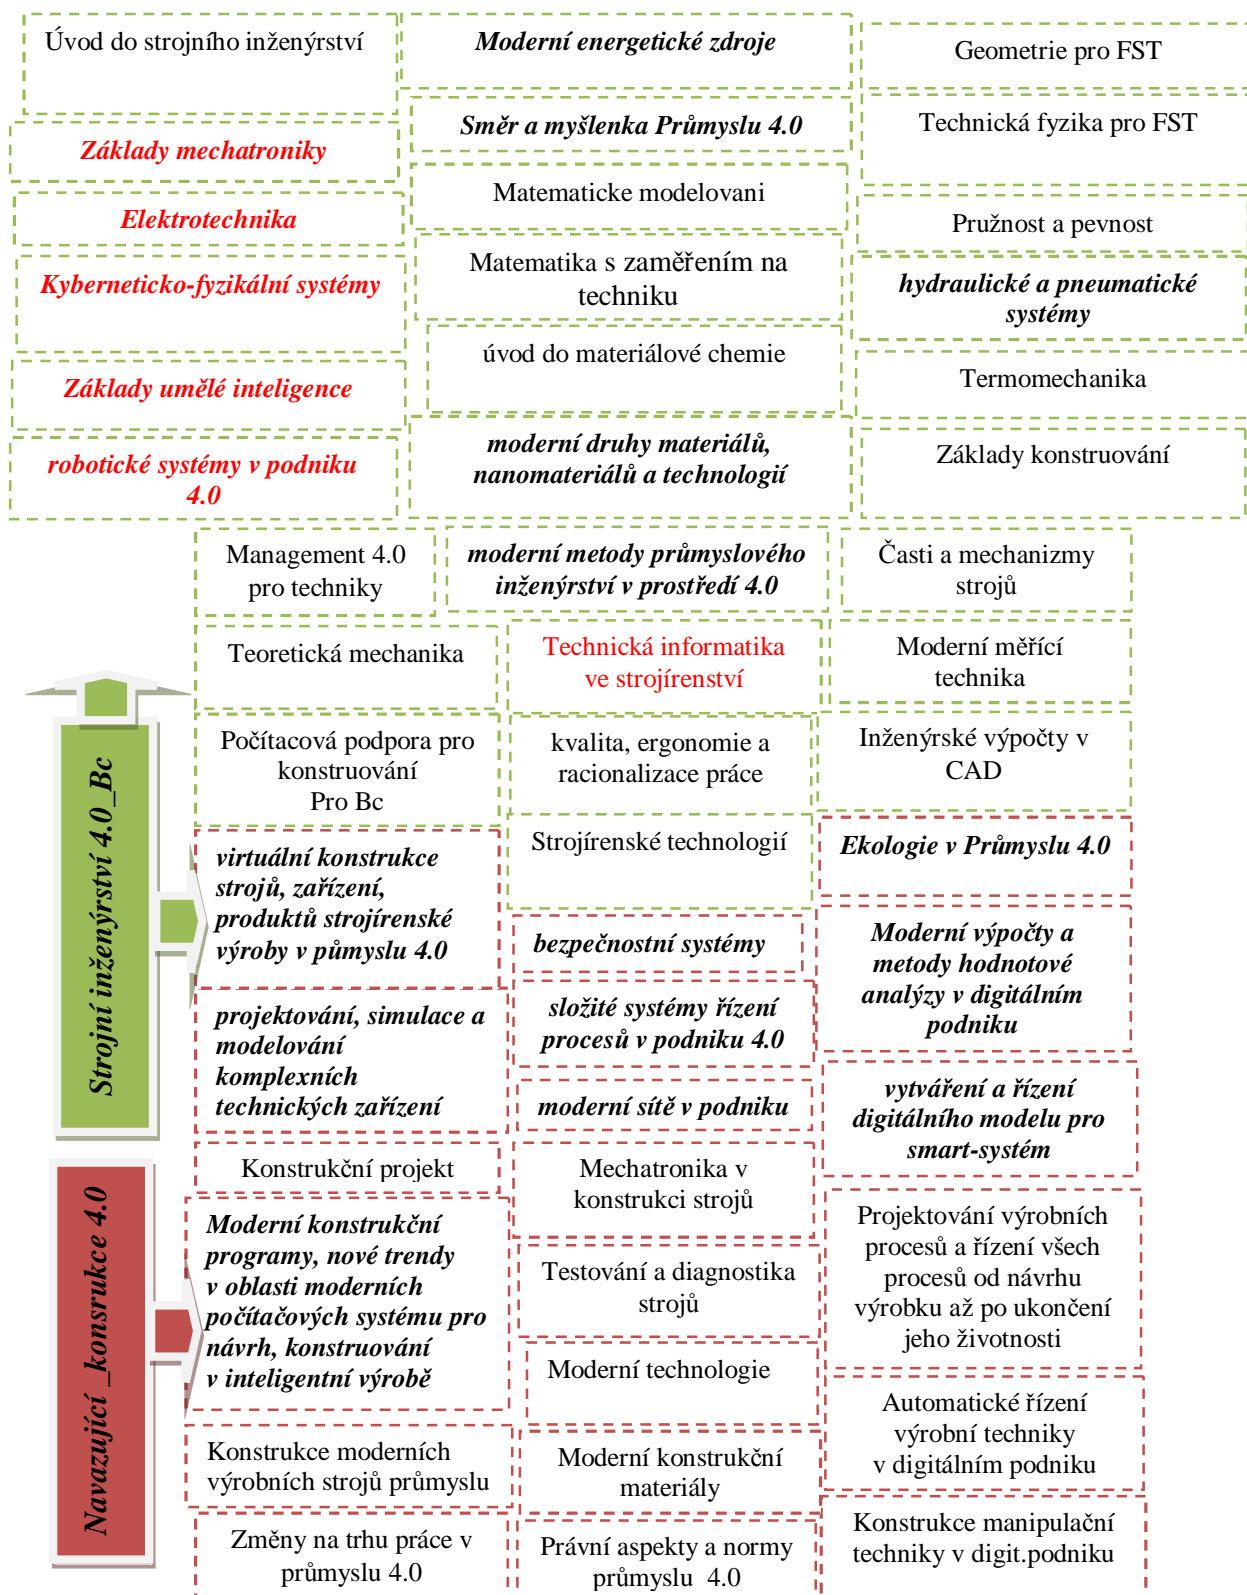 Úvod do strojního inženýrství
Moderní energetické zdroje
Geometrie pro FST
Základy mechatroniky
Směr a myšlenka Průmyslu 4.0
Technická fyzika pro FST
Elektrotechnika
Matematicke modelovani
Pružnost a pevnost
Kyberneticko-fyzikální systémy
Matematika s zaměřením na
techniku
hydraulické a pneumatické
systémy
Základy umělé inteligence
úvod do materiálové chemie
Termomechanika
robotické systémy v podniku
4.0
moderní druhy materiálů,
nanomateriálů a technologií
Základy konstruování
Management 4.0
pro techniky
moderní metody průmyslového
inženýrství v prostředí 4.0
Časti a mechanizmy
strojů
Teoretická mechanika
Technická informatika
ve strojírenství
Moderní měřící
technika
Strojní inženýrství 4.0_Bc
Počítacová podpora pro
konstruování
Pro Bc
kvalita, ergonomie a
racionalizace práce
Inženýrské výpočty v
CAD
virtuální konstrukce
strojů, zařízení,
produktů strojírenské
výroby v půmyslu 4.0
Strojírenské technologií
Ekologie v Průmyslu 4.0
bezpečnostní systémy
Moderní výpočty a
metody hodnotové
analýzy v digitálním
podniku
projektování, simulace a
modelování
komplexních
technických zařízení
složité systémy řízení
procesů v podniku 4.0
moderní sítě v podniku
vytváření a řízení
digitálního modelu pro
smart-systém
Navazující _konsrukce 4.0
Konstrukční projekt
Mechatronika v
konstrukci strojů
Moderní konstrukční
programy, nové trendy
v oblasti moderních
počítačových systému pro
návrh, konstruování
v inteligentní výrobě
Testování a diagnostika
strojů
Projektování výrobních
procesů a řízení všech
procesů od návrhu
výrobku až po ukončení
jeho životnosti
Moderní technologie
Automatické řízení
výrobní techniky
v digitálním podniku
Konstrukce moderních
výrobních strojů průmyslu
Moderní konstrukční
materiály
Konstrukce manipulační
techniky v digit.podniku
Změny na trhu práce v
průmyslu 4.0
Právní aspekty a normy
průmyslu 4.0